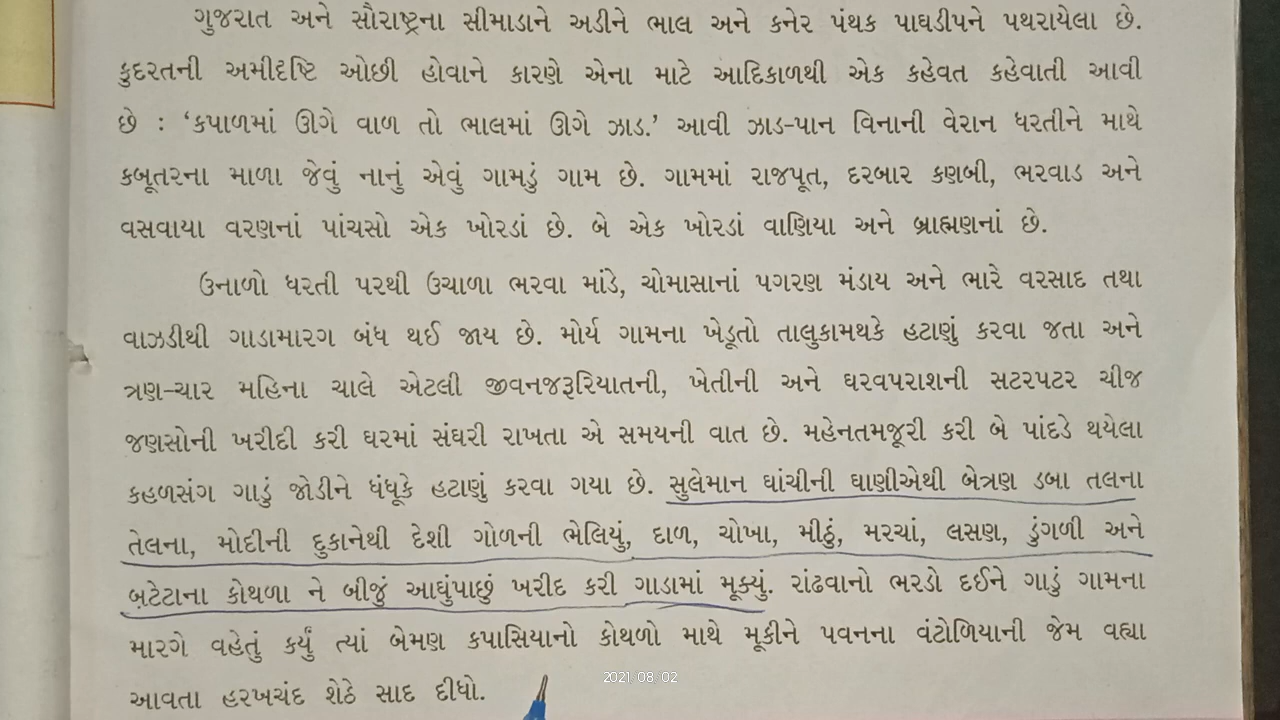 ગુજરાત અને સૌરાષ્ટ્રના સીમાડાને અડીને ભાલ અને કનેર પંથક પાઘડીપને પથરાયેલા છે.
કુદરતની અમીદૃષ્ટિ ઓછી હોવાને કારણે એના માટે આદિકાળથી એક કહેવત કહેવાતી આવી
છે : ‘કપાળમાં ઊગે વાળ તો ભાલમાં ઊગે ઝાડ.’ આવી ઝાડ-પાન વિનાની વેરાન ધરતીને માથે
કબૂતરના માળા જેવું નાનું એવું ગામડું ગામ છે. ગામમાં રાજપૂત, દરબાર કણબી, ભરવાડ અને
વસવાયા વરણનાં પાંચસો એક ખોરડાં છે. બે એક ખોરડાં વાણિયા અને બ્રાહ્મણનાં છે.
ઉનાળો ધરતી પરથી ઉચાળા ભરવા માંડે, ચોમાસાનાં પગરણ મંડાય અને ભારે વરસાદ તથા
વાઝડીથી ગાડામારગ બંધ થઈ જાય છે. મોર્ય ગામના ખેડૂતો તાલુકામથકે હટાણું કરવા જતા અને
ત્રણ-ચાર મહિના ચાલે એટલી જીવનજરૂરિયાતની, ખેતીની અને ઘરવપરાશની સટરપટર ચીજ
જણસોની ખરીદી કરી ઘરમાં સંઘરી રાખતા એ સમયની વાત છે. મહેનતમજૂરી કરી બે પાંદડે થયેલા
કહળસંગ ગાડું જોડીને ધંધૂકે હટાણું કરવા ગયા છે. સુલેમાન ઘાંચીની ઘાણીએથી બેત્રણ ડબા તલના
તેલના, મોદીની દુકાનેથી દેશી ગોળની ભેલિયું, દાળ, ચોખા, મીઠું, મરચાં, લસણ, ડુંગળી અને
બટેટાના કોથળા ને બીજું આઘુંપાછું ખરીદ કરી ગાડામાં મૂક્યું. રાંઢવાનો ભરડો દઈને ગાડું ગામના
મારગે વહેતું કર્યું ત્યાં બેમણ કપાસિયાનો કોથળો માથે મૂકીને પવનના વંટોળિયાની જેમ વહ્યા
આવતા હરખચંદ શેઠે સાદ દીધો.
2021/08/02